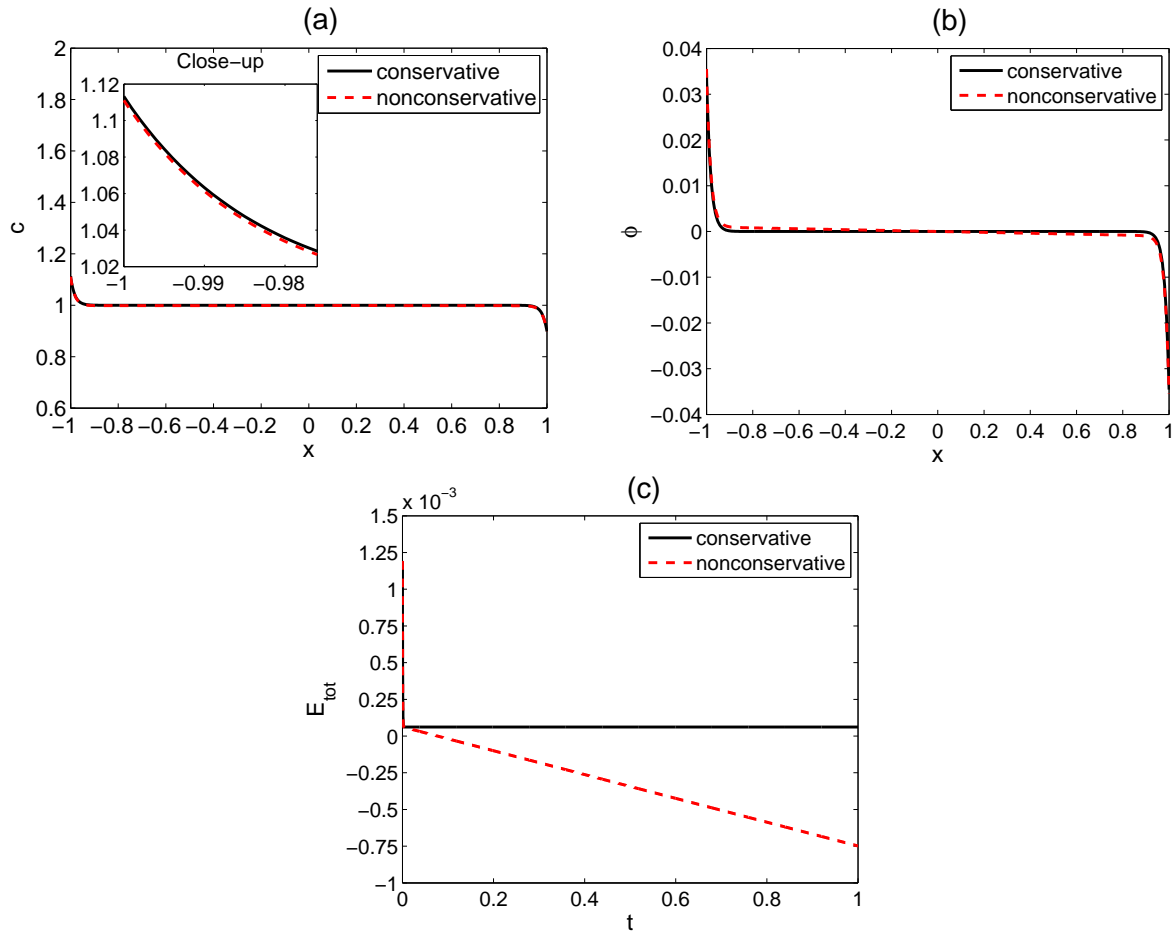 (a)
Close−up
conservative
nonconservative
2
1.8
1.6
1.4
1.2
1
0.8
0.6
c
1.12
1.1
1.08
1.06
1.04
1.02
−1 −0.99 −0.98
−1 −0.8 −0.6 −0.4 −0.2 0 0.2 0.4 0.6 0.8 1
x
(b)
conservative
nonconservative
0.04
0.03
0.02
0.01
0
−0.01
−0.02
−0.03
−0.04
ϕ
−1 −0.8 −0.6 −0.4 −0.2 0 0.2 0.4 0.6 0.8 1
x
(c)
x 10−3
conservative
nonconservative
1.5
1.25
1
0.75
0.5
0.25
0
−0.25
−0.5
−0.75
−1
Etot
0 0.2 0.4 0.6 0.8 1
t